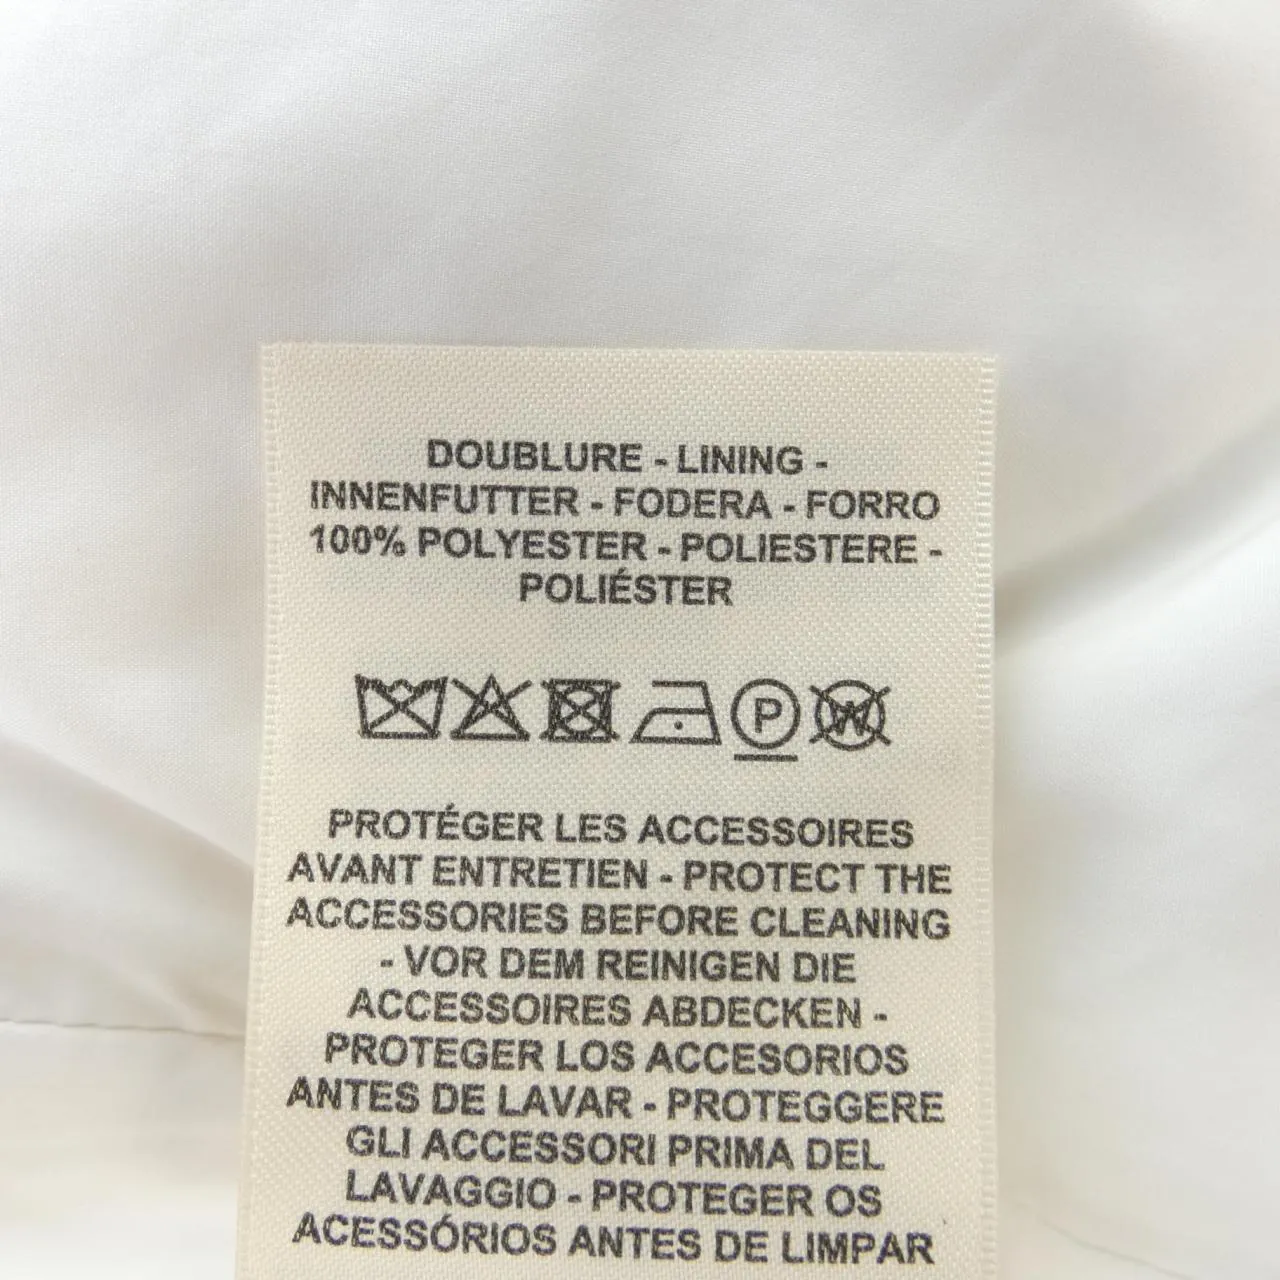 DOUBLURE - LINING -
INNENFUTTER - FODERA - FORRO
100% POLYESTER - POLIESTERE -
POLIÉSTER
P W
PROTÉGER LES ACCESSOIRES
AVANT ENTRETIEN - PROTECT THE
ACCESSORIES BEFORE CLEANING
- VOR DEM REINIGEN DIE
ACCESSOIRES ABDECKEN -
PROTEGER LOS ACCESORIOS
ANTES DE LAVAR - PROTEGGERE
GLI ACCESSORI PRIMA DEL
LAVAGGIO - PROTEGER OS
ACESSÓRIOS ANTES DE LIMPAR